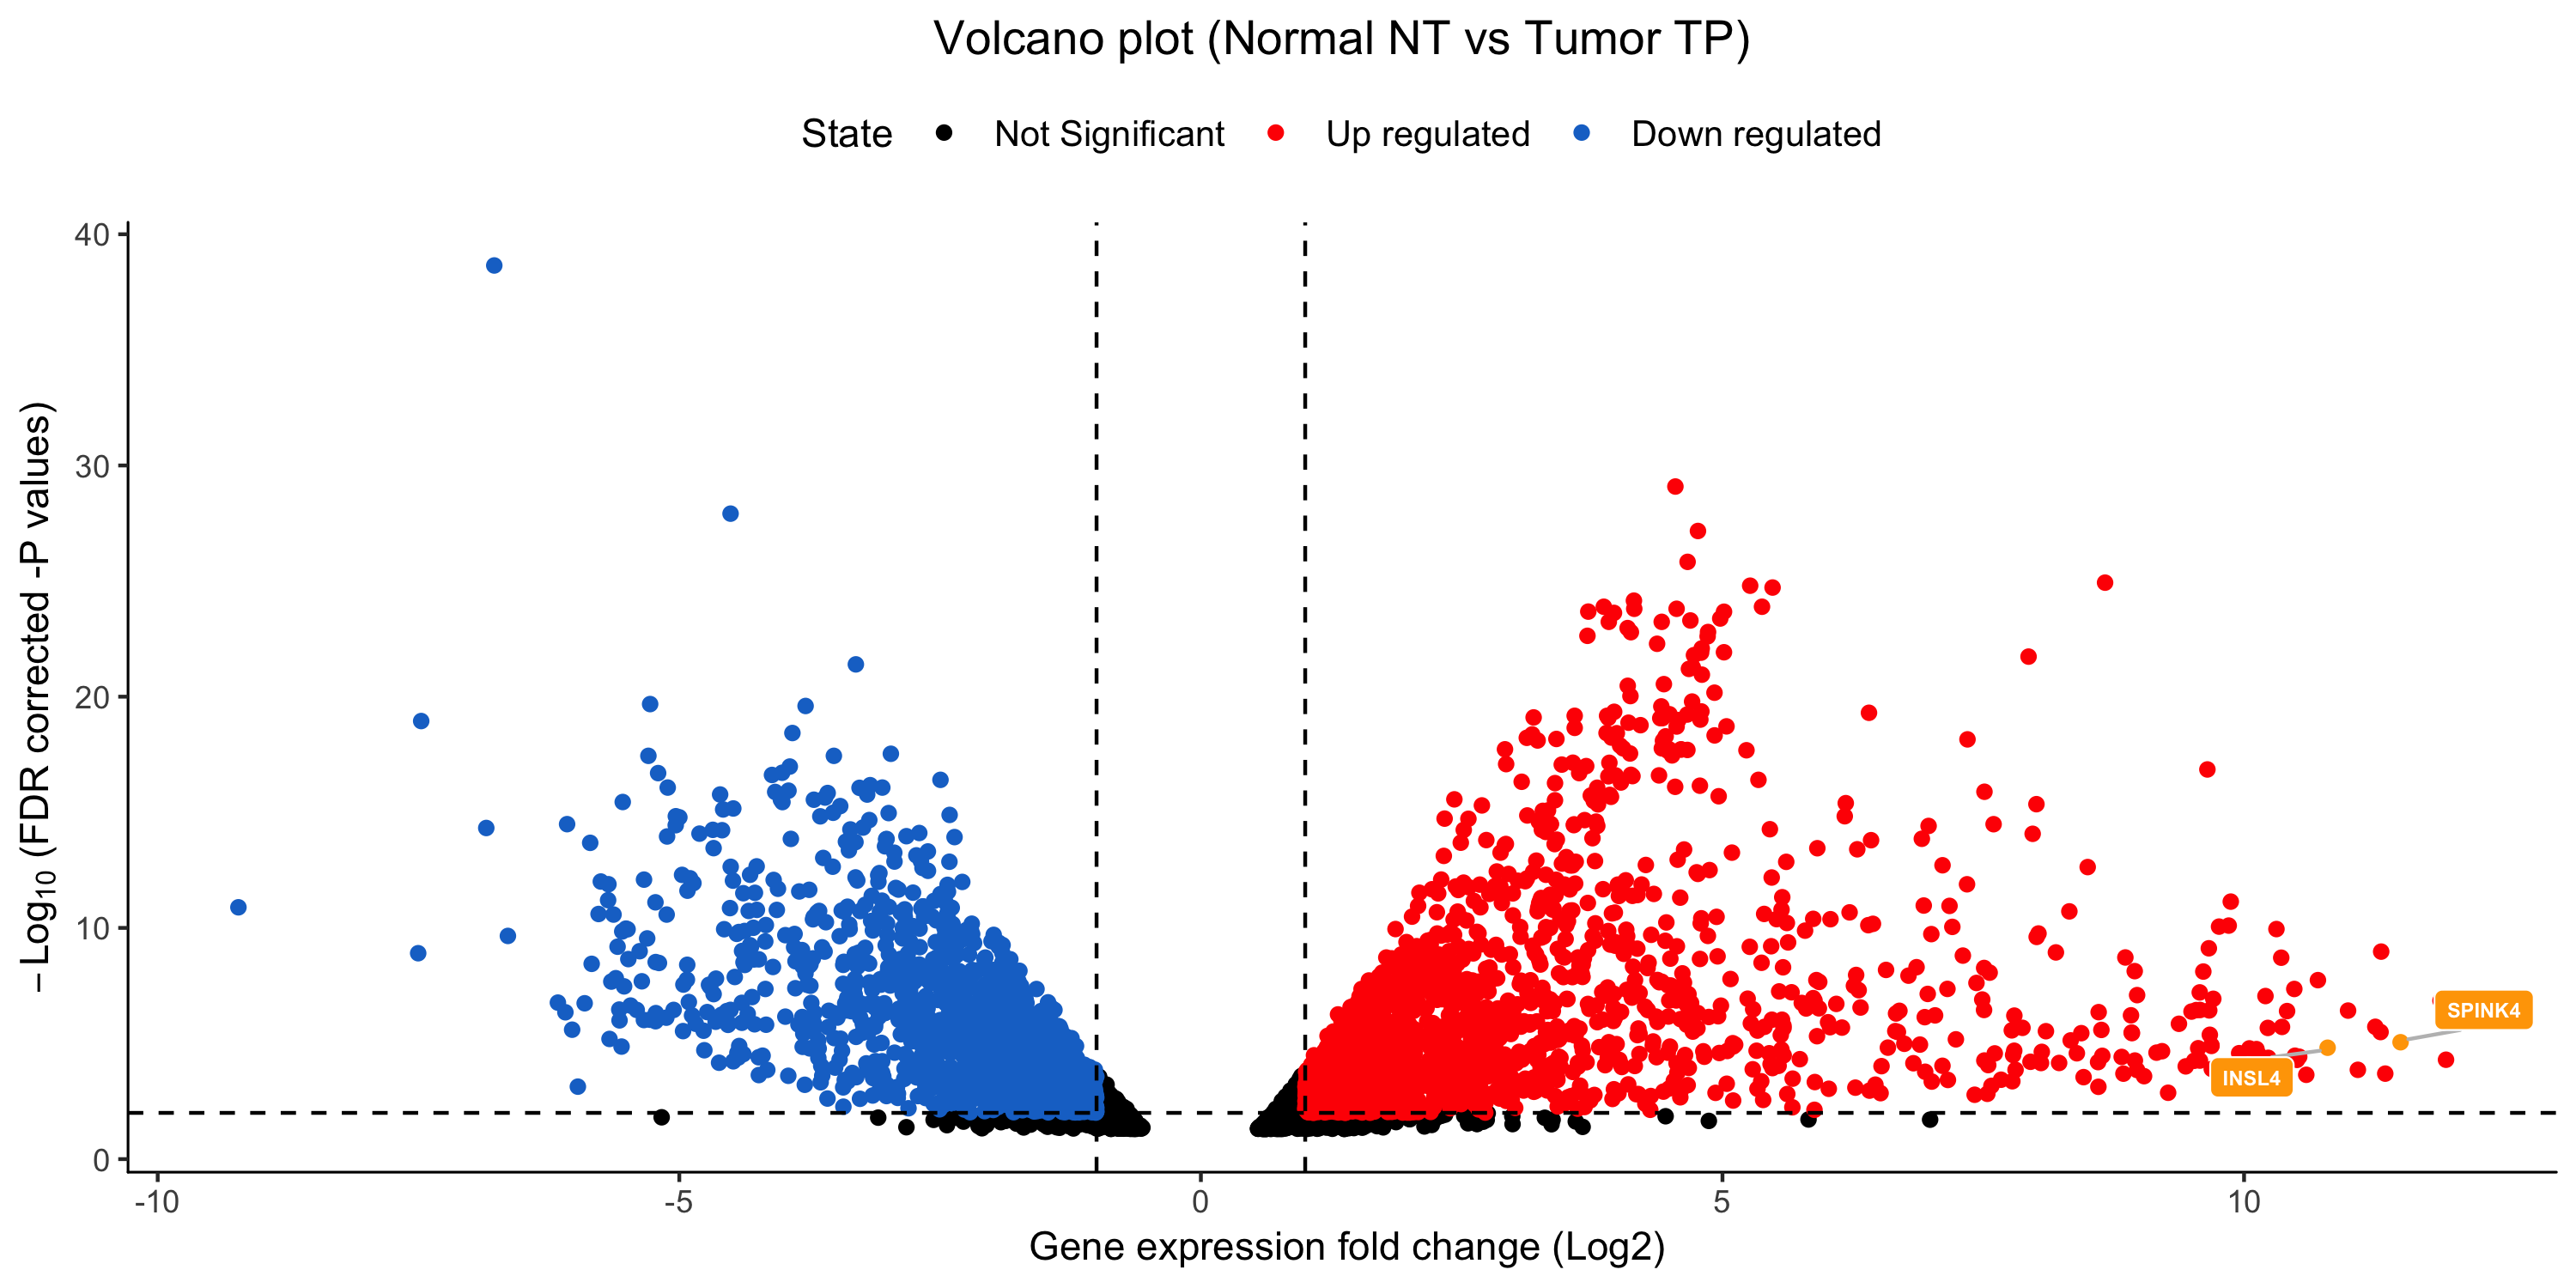 Volcano plot (Normal NT vs Tumor TP)
State Not Significant Up regulated Down regulated
−Log10 (FDR corrected -P values)
40
30
20
10
0
SPINK4
INSL4
-10 -5 0 5 10
Gene expression fold change (Log2)